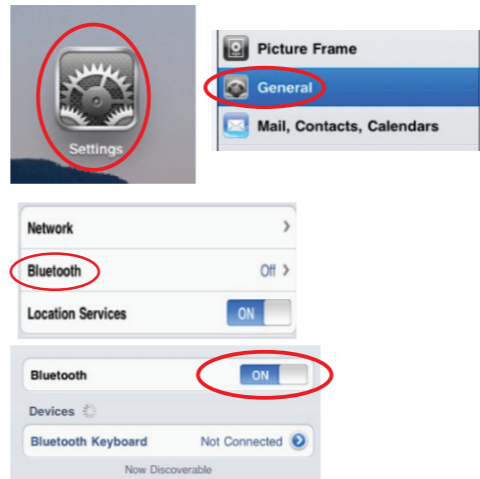 Settings
Picture Frame
General
Mail, Contacts, Calendars
Network
Bluetooth Off
Location Services ON
Bluetooth ON
Devices
Bluetooth Keyboard Not Connected
Now Discoverable